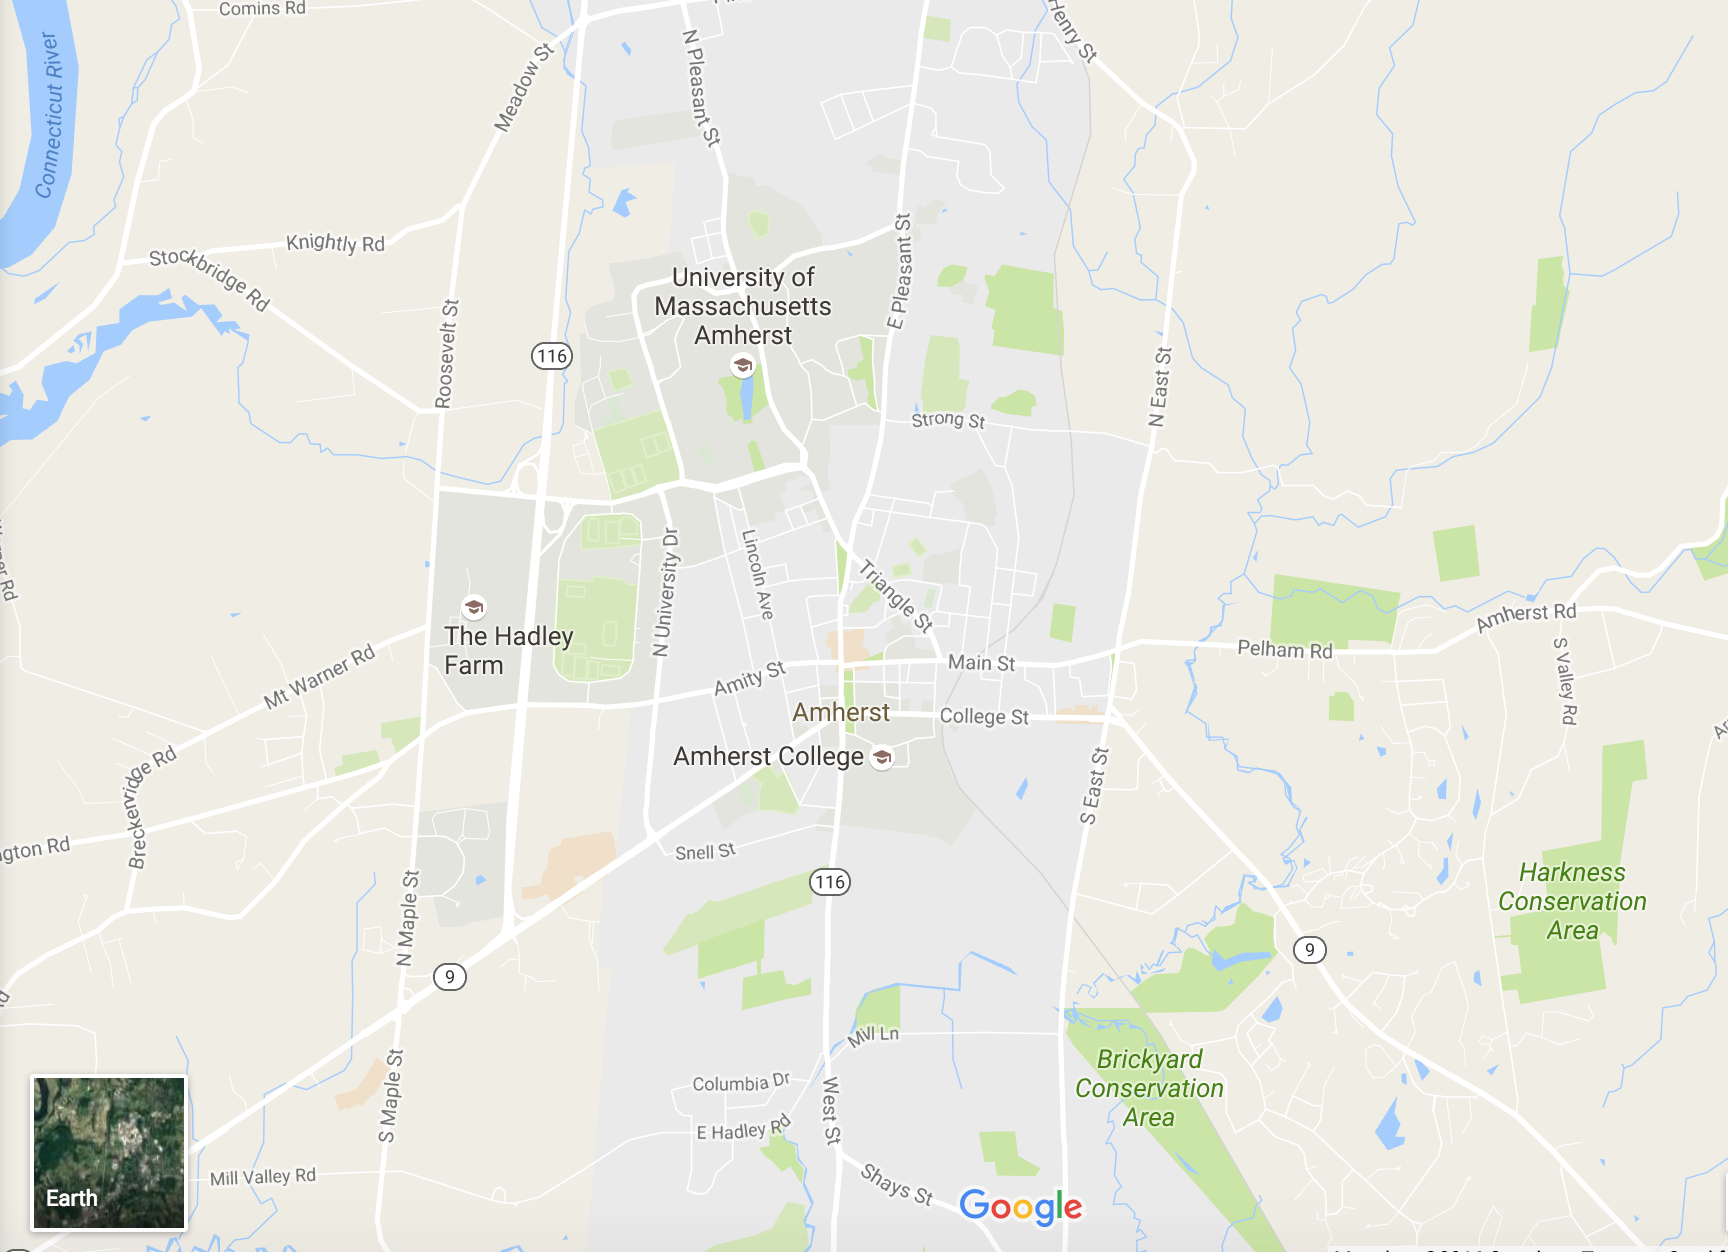 Comins Rd
Henry St
Meadow St
N Pleasant St
Connecticut River
Knightly Rd
Stockbridge Rd
E Pleasant St
University of
Massachusetts
Amherst
Roosevelt St
116
N East St
Strong St
Lincoln Ave
N University Dr
Triangle St
The Hadley
Farm
Mt Warner Rd
Amherst Rd
Pelham Rd
S Valley Rd
Main St
Amity St
Amherst
College St
Amherst College
Breckenridge Rd
S East St
Snell St
116
N Maple St
9
9
Harkness
Conservation
Area
Mill Ln
Brickyard
Conservation
Area
Columbia Dr
West St
E Hadley Rd
S Maple St
Mill Valley Rd
Shays St
Earth
Google